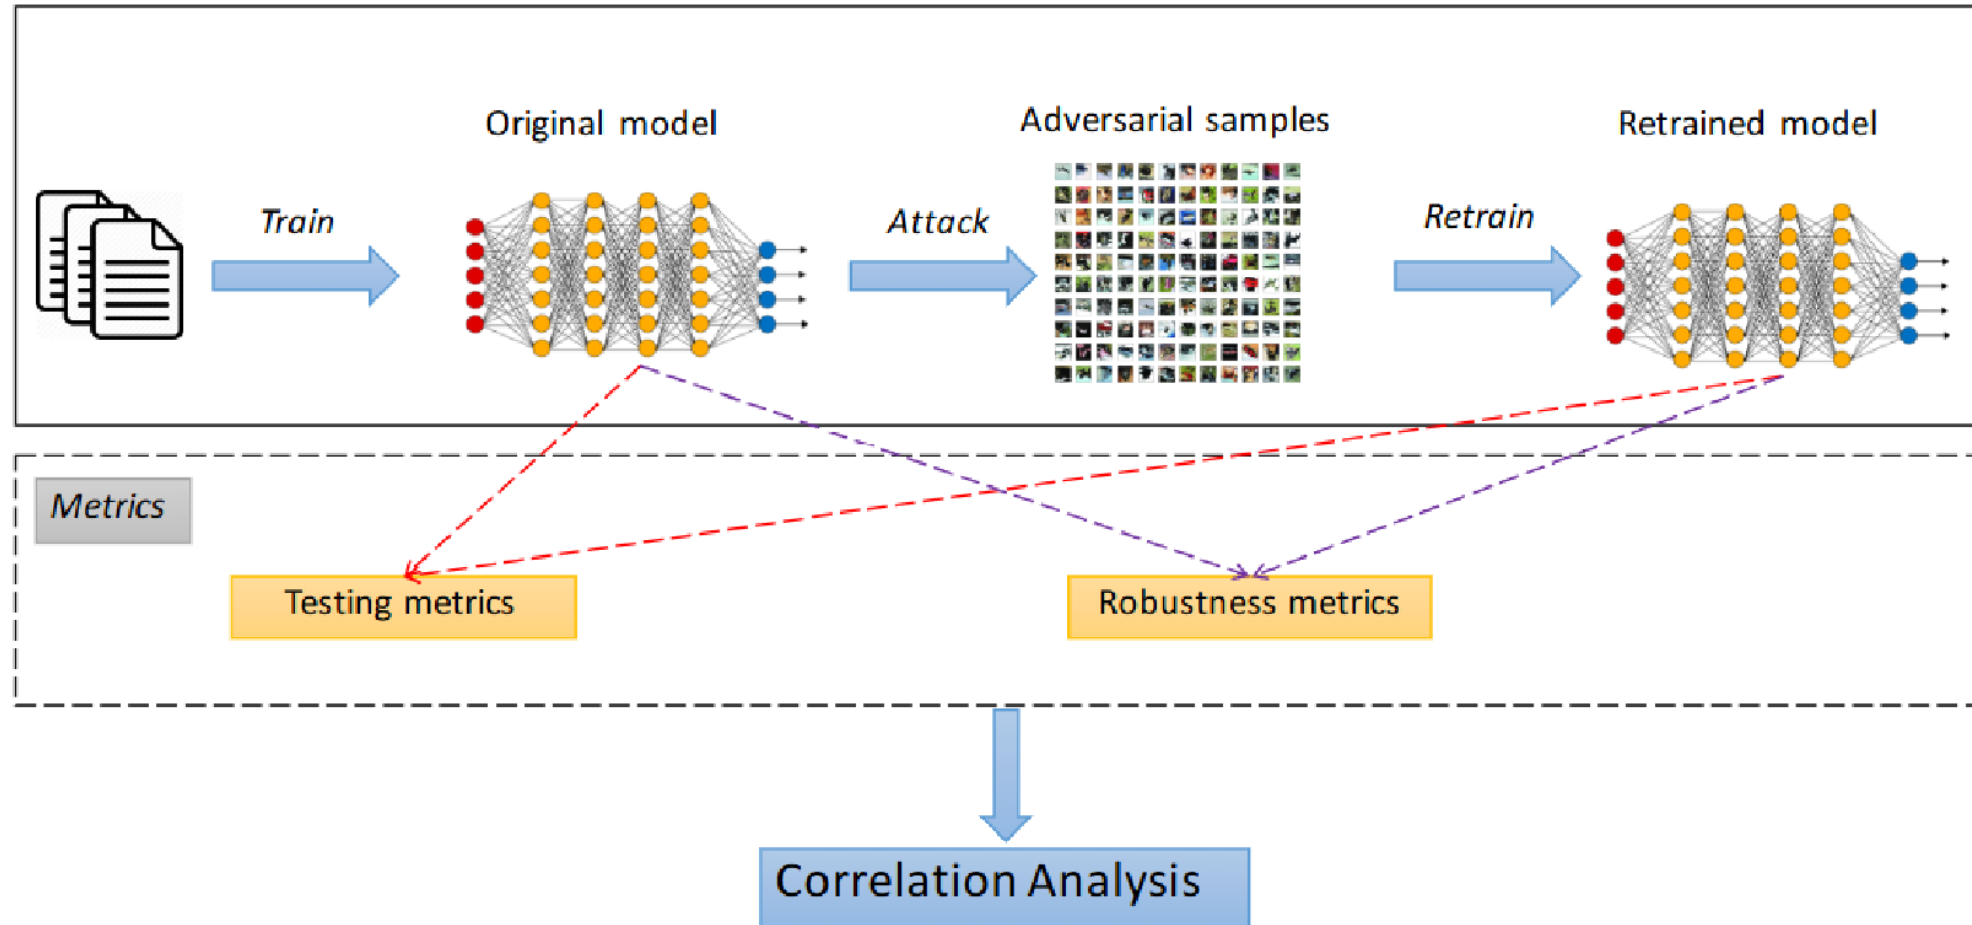 Original model
Adversarial samples
Retrained model
Train
Attack
Retrain
Metrics
Testing metrics
Robustness metrics
Correlation Analysis